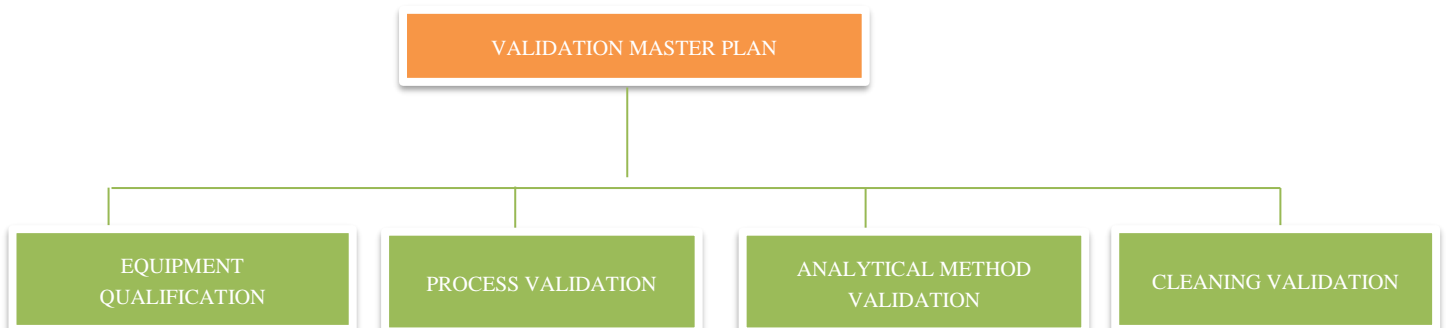 VALIDATION MASTER PLAN
EQUIPMENT
QUALIFICATION
PROCESS VALIDATION
ANALYTICAL METHOD
VALIDATION
CLEANING VALIDATION